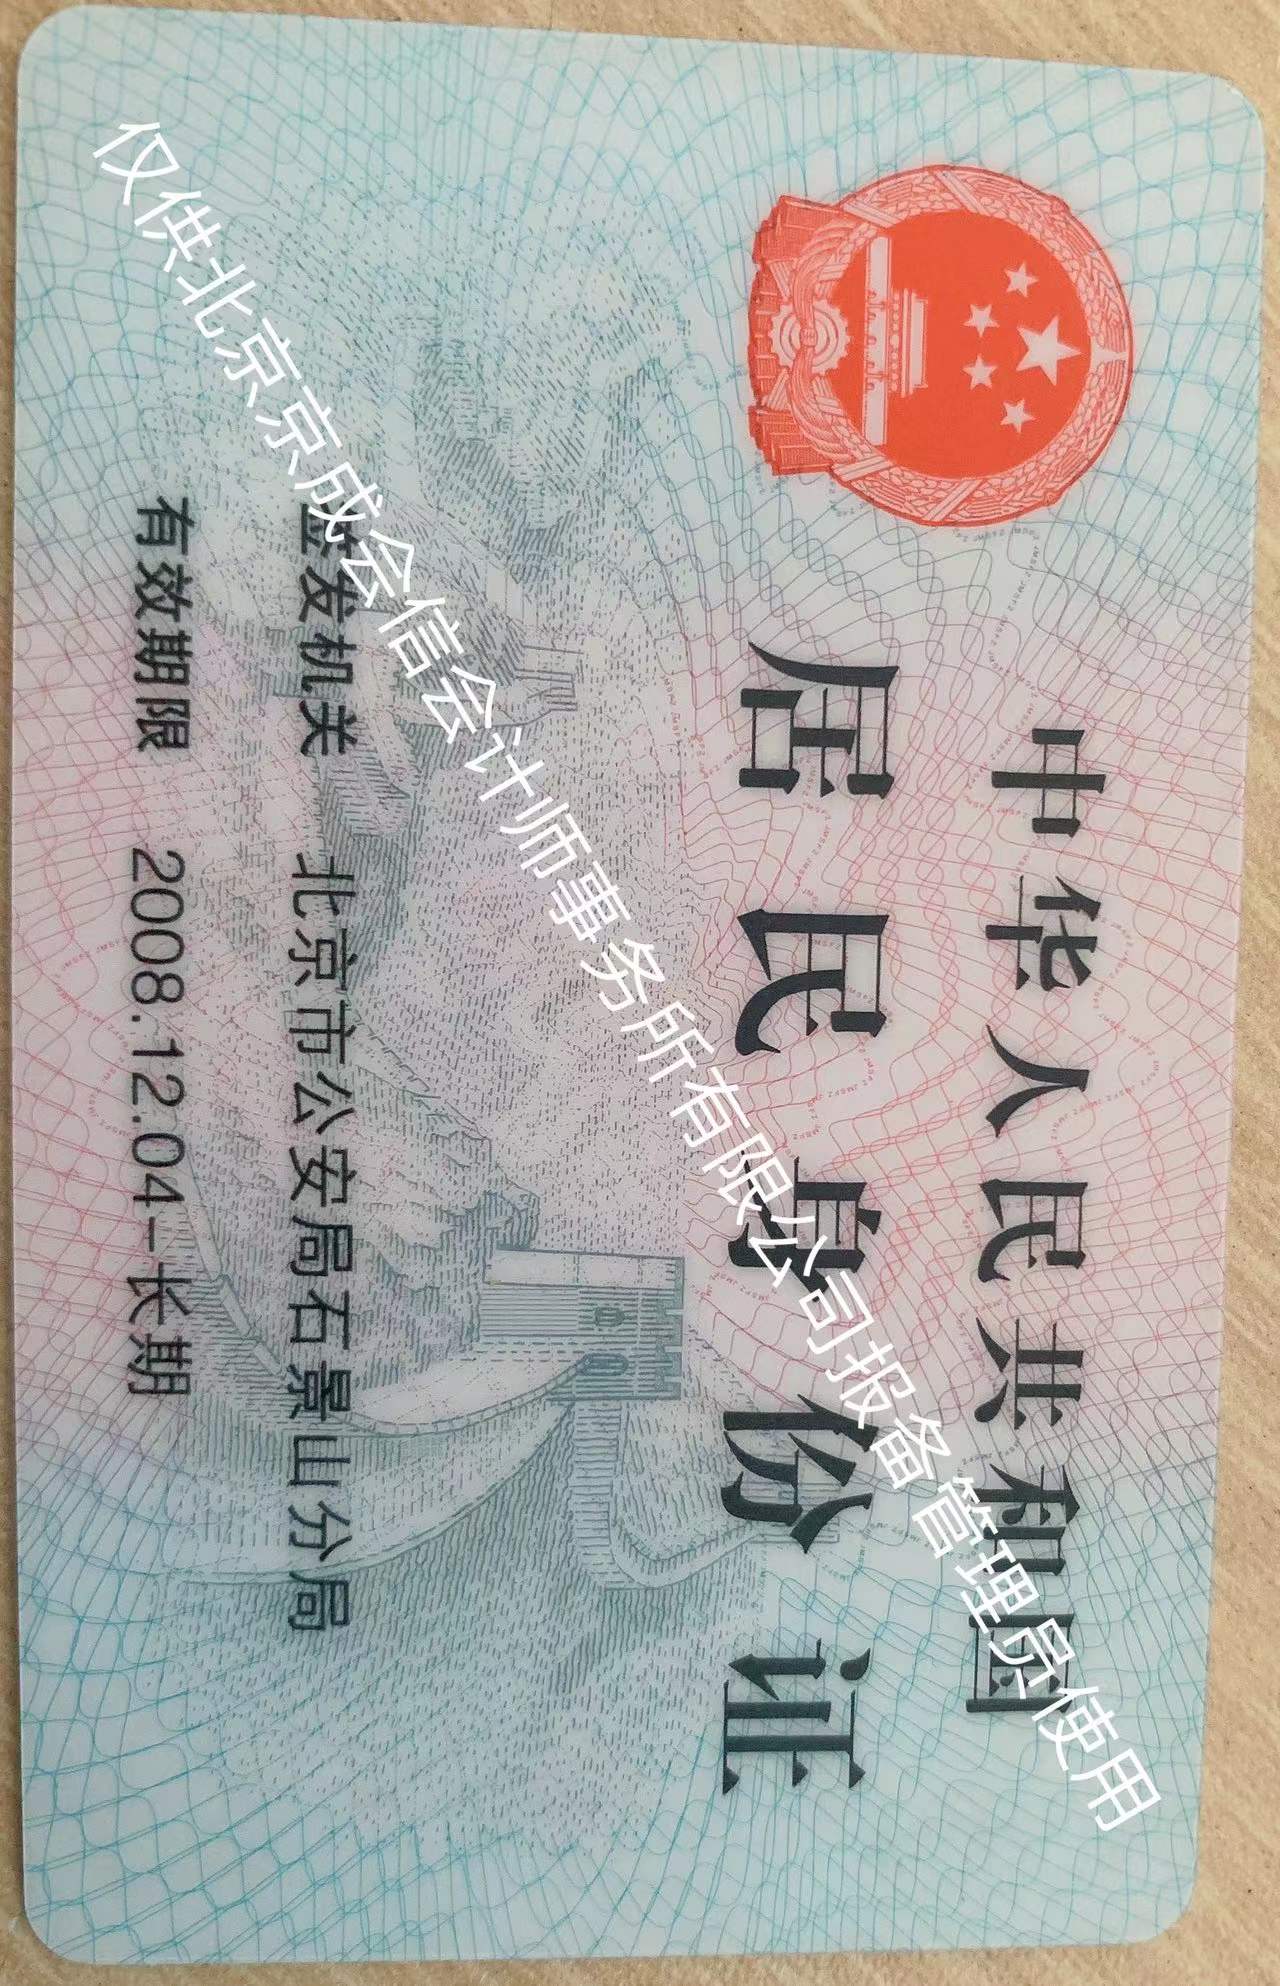 中华人民共和国
居民身份证
签发机关 北京市公安局石景山分局
有效期限 2008.12.04-长期
仅供北京京成会信会计师事务所有限公司报备管理员使用